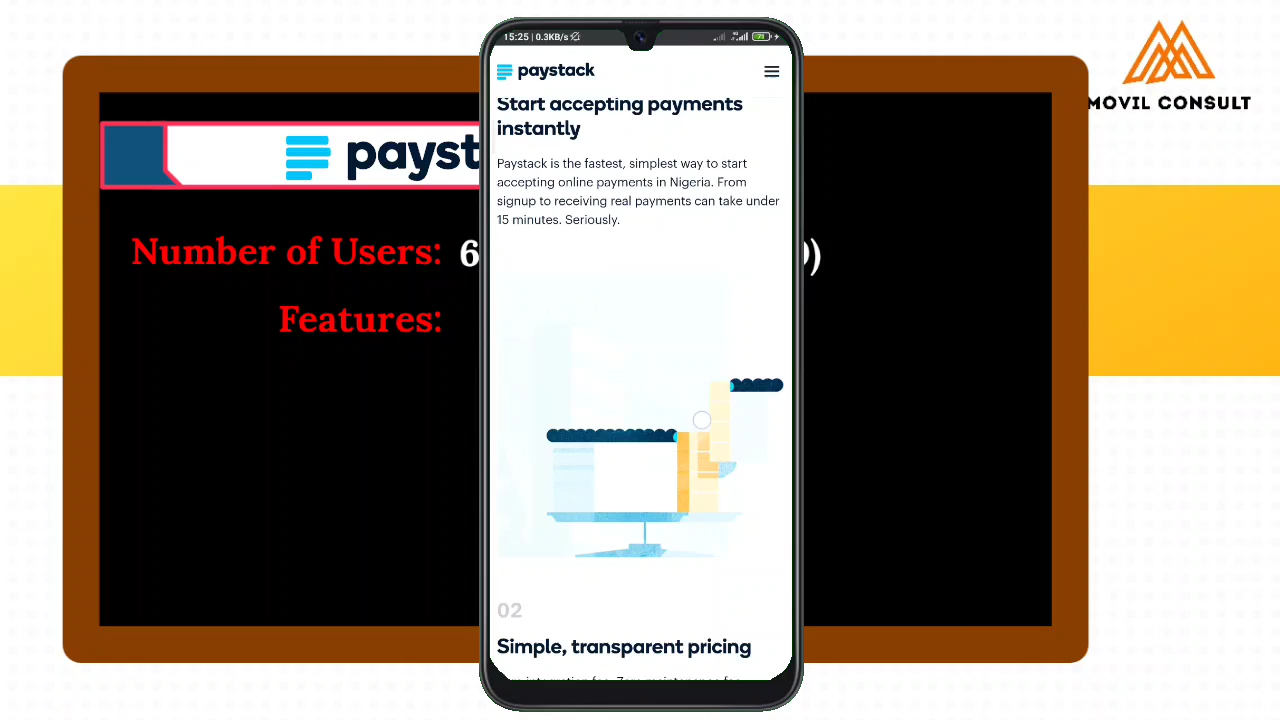 15:25 | 0.3KB/s
paystack
Start accepting payments
instantly
Paystack is the fastest, simplest way to start
accepting online payments in Nigeria. From
signup to receiving real payments can take under
15 minutes. Seriously.
02
Simple, transparent pricing
MOVIL CONSULT
payst
Number of Users: 6
)
Features: